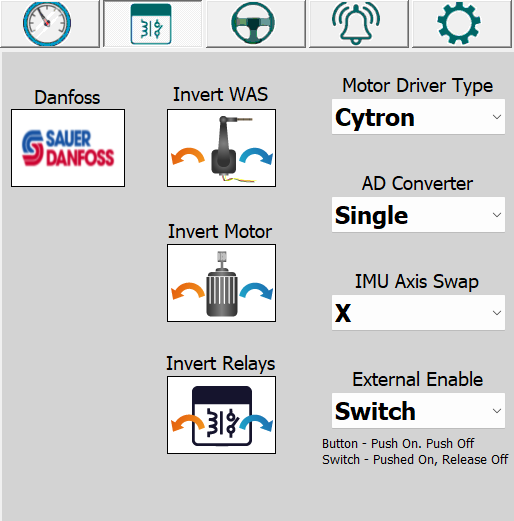 Danfoss
SAUER
DANFOSS
Invert WAS
Invert Motor
Invert Relays
Motor Driver Type
Cytron
AD Converter
Single
IMU Axis Swap
X
External Enable
Switch
Button - Push On. Push Off
Switch - Pushed On, Release Off